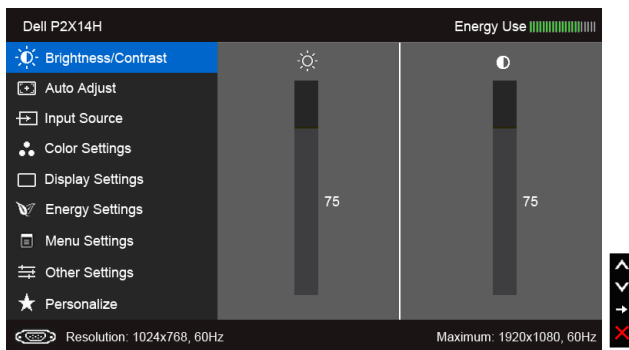 Dell P2X14H Energy Use
Brightness/Contrast
Auto Adjust
Input Source
Color Settings
Display Settings
75 75
Energy Settings
Menu Settings
Other Settings
Personalize
Resolution: 1024x768, 60Hz Maximum: 1920x1080, 60Hz